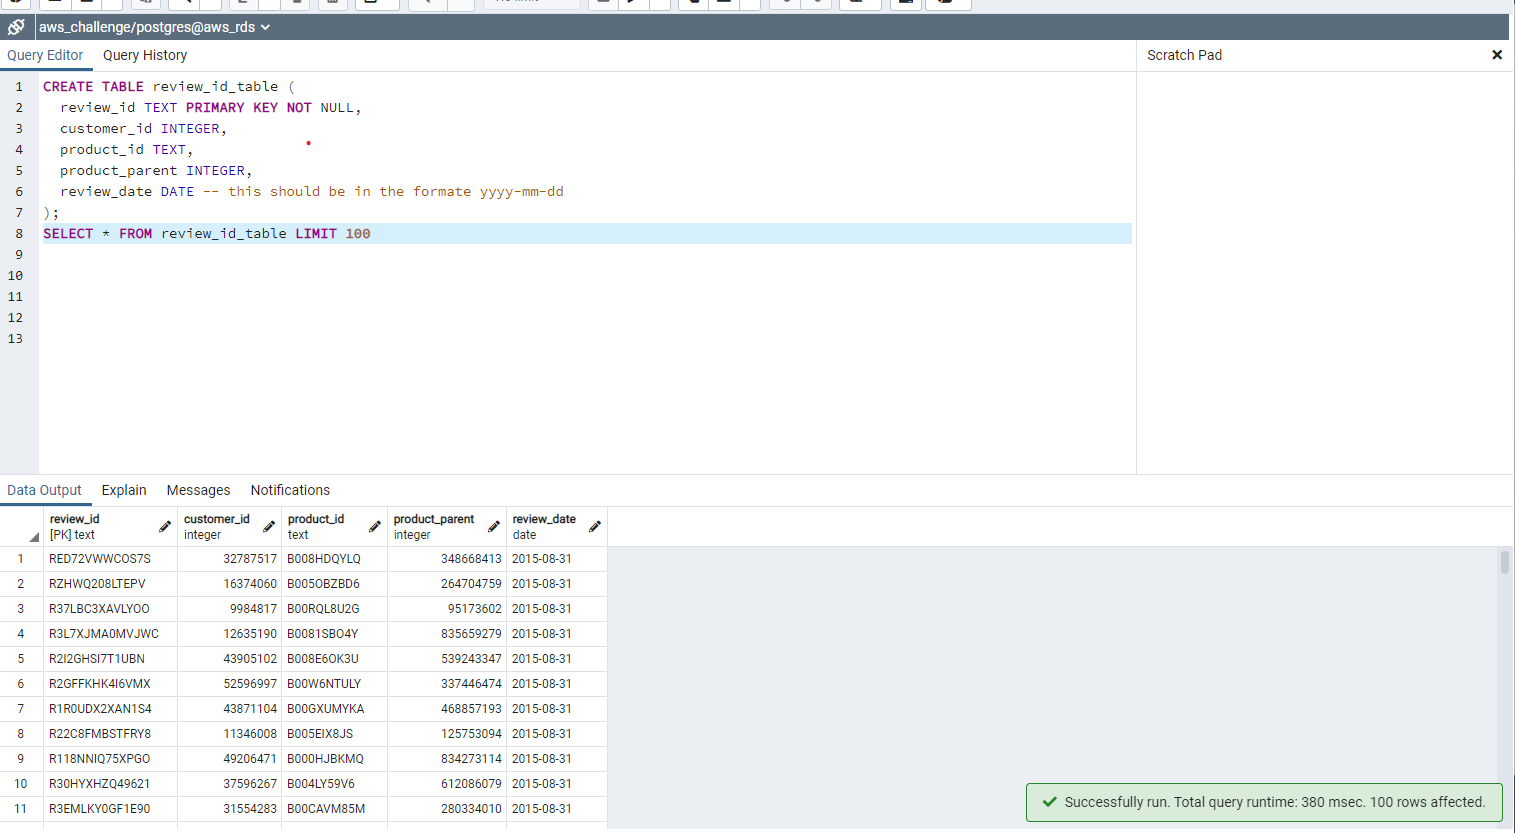 aws_challenge/postgres@aws_rds
Query Editor Query History Scratch Pad
1 CREATE TABLE review_id_table (
2 review_id TEXT PRIMARY KEY NOT NULL,
3 customer_id INTEGER,
4 product_id TEXT,
5 product_parent INTEGER,
6 review_date DATE -- this should be in the formate yyyy-mm-dd
7 );
8 SELECT * FROM review_id_table LIMIT 100
9
10
11
12
13
Data Output Explain Messages Notifications
review_id customer_id product_id product_parent review_date
[PK] text integer text integer date
1 RED72VWWCOS7S 32787517 B008HDQYLQ 348668413 2015-08-31
2 RZHWQ208LTEPV 16374060 B005OBZBD6 264704759 2015-08-31
3 R37LBC3XAVLYOO 9984817 B00RQL8U2G 95173602 2015-08-31
4 R3L7XJMA0MVJWC 12635190 B0081SBO4Y 835659279 2015-08-31
5 R2I2GHSI7T1UBN 43905102 B008E6OK3U 539243347 2015-08-31
6 R2GFFKHK4I6VMX 52596997 B00W6NTULY 337446474 2015-08-31
7 R1R0UDX2XAN1S4 43871104 B00GXUMYKA 468857193 2015-08-31
8 R22C8FMBSTFRY8 11346008 B005EIX8JS 125753094 2015-08-31
9 R118NNIQ75XPGO 49206471 B000HJBKMQ 834273114 2015-08-31
10 R30HYXHZQ49621 37596267 B004LY59V6 612086079 2015-08-31
11 R3EMLKY0GF1E90 31554283 B00CAVM85M 280334010 2015-08-31
Successfully run. Total query runtime: 380 msec. 100 rows affected.